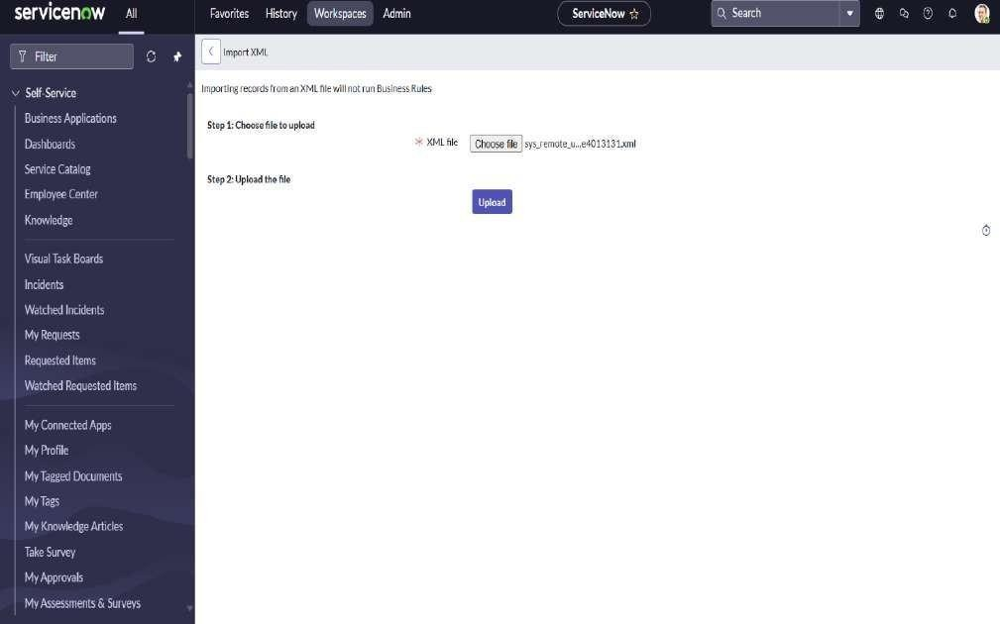 servicenow All Favorites History Workspaces Admin ServiceNow Search
Filter
Import XML
Importing records from an XML file will not run Business Rules
Step 1: Choose file to upload
XML file Choose file sys_remote_u...e4013131.xml
Step 2: Upload the file
Upload
Self-Service
Business Applications
Dashboards
Service Catalog
Employee Center
Knowledge
Visual Task Boards
Incidents
Watched Incidents
My Requests
Requested Items
Watched Requested Items
My Connected Apps
My Profile
My Tagged Documents
My Tags
My Knowledge Articles
Take Survey
My Approvals
My Assessments & Surveys